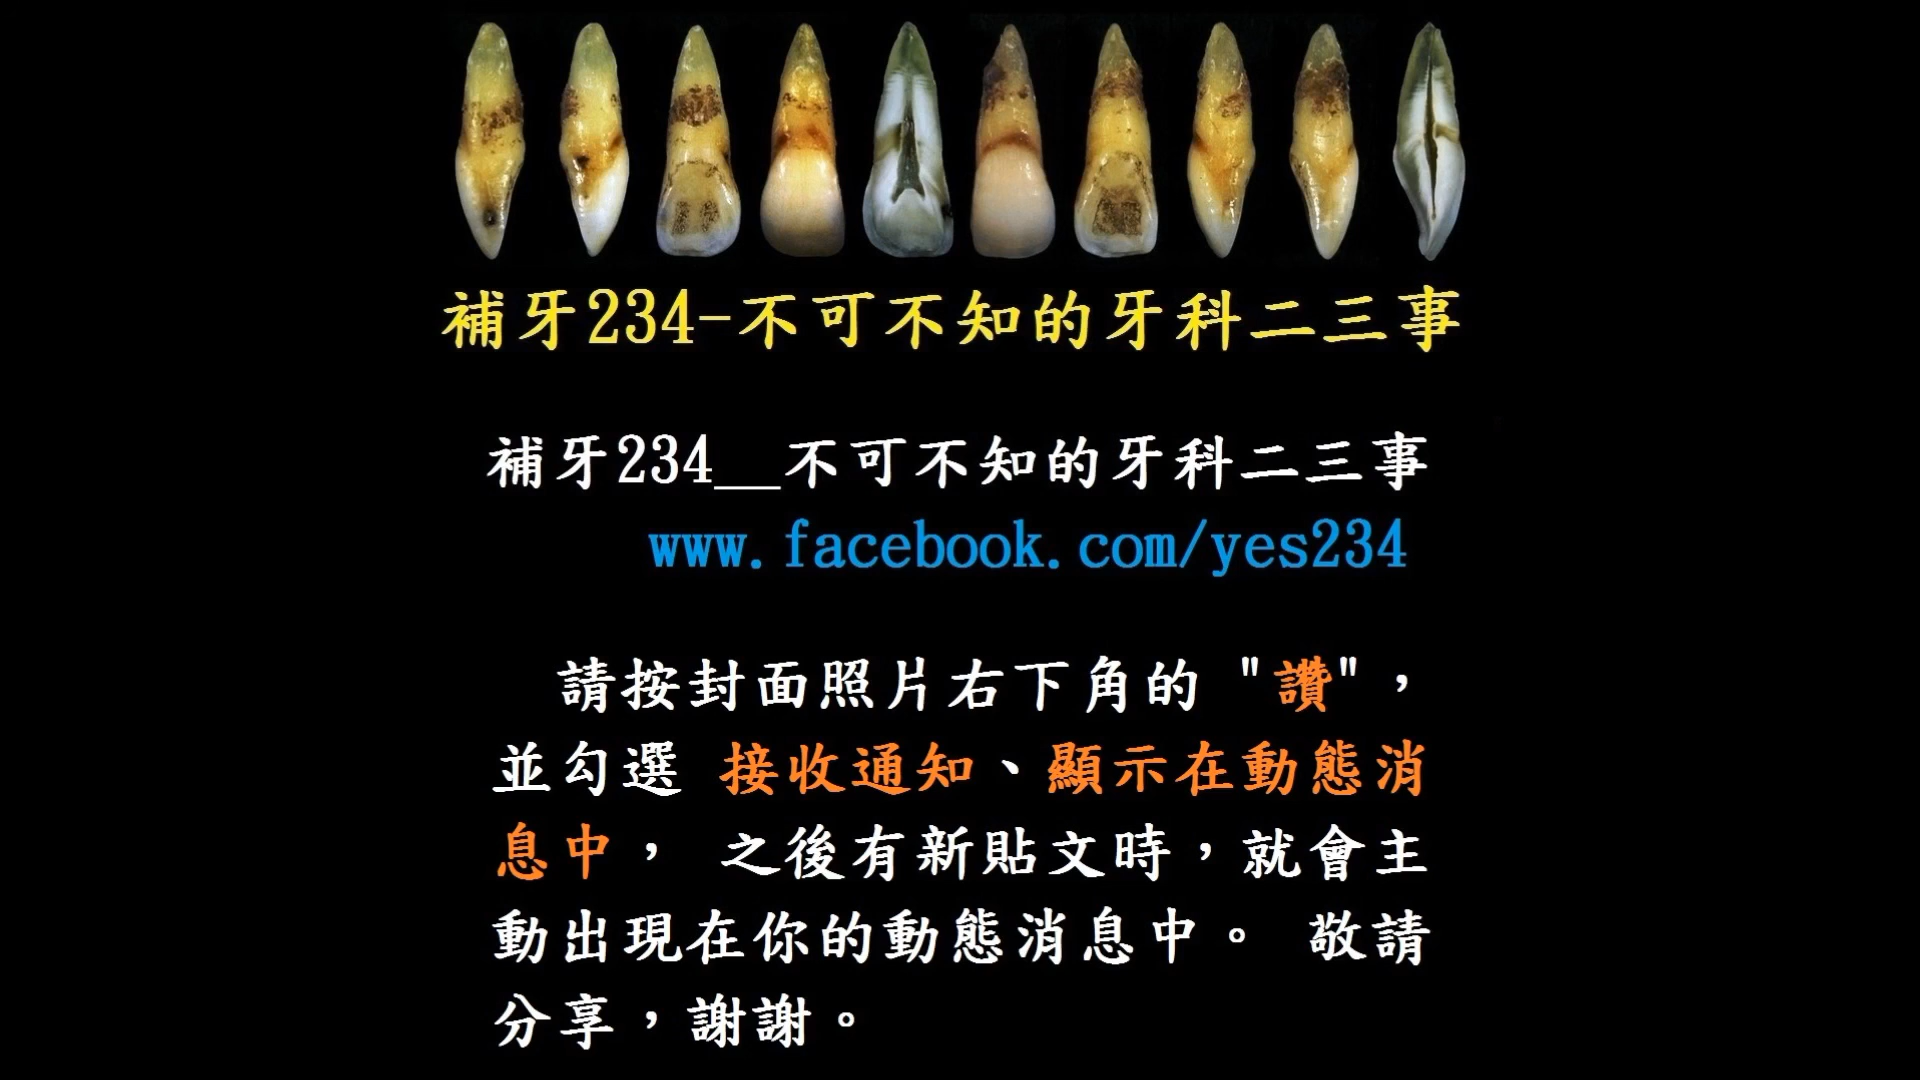 補牙234-不可不知的牙科二三事
補牙234__不可不知的牙科二三事
www.facebook.com/yes234
請按封面照片右下角的 "讚",
並勾選 接收通知、顯示在動態消
息中, 之後有新貼文時,就會主
動出現在你的動態消息中。 敬請
分享,謝謝。